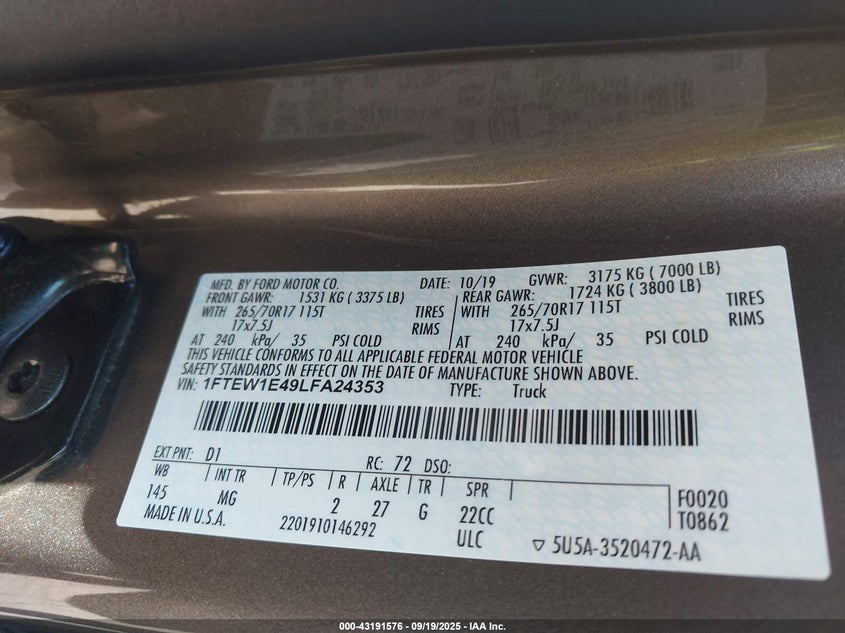 MFD. BY FORD MOTOR CO. DATE: 10/19 GVWR: 3175 KG ( 7000 LB)
FRONT GAWR: 1531 KG ( 3375 LB) REAR GAWR: 1724 KG ( 3800 LB)
WITH 265/70R17 115T TIRES WITH 265/70R17 115T TIRES
17x7.5J RIMS 17x7.5J RIMS
AT 240 kPa/ 35 PSI COLD AT 240 kPa/ 35 PSI COLD
THIS VEHICLE CONFORMS TO ALL APPLICABLE FEDERAL MOTOR VEHICLE
SAFETY STANDARDS IN EFFECT ON THE DATE OF MANUFACTURE SHOWN ABOVE.
VIN: 1FTEW1E49LFA24353 TYPE: Truck
EXT PNT: D1 RC: 72 DSO:
WB INT TR TP/PS R AXLE TR SPR
145 MG 2 27 G 22CC F0020
MADE IN U.S.A. 2201910146292 ULC T0862
▽ 5U5A-3520472-AA
000-43191576 - 09/19/2025 - IAA Inc.